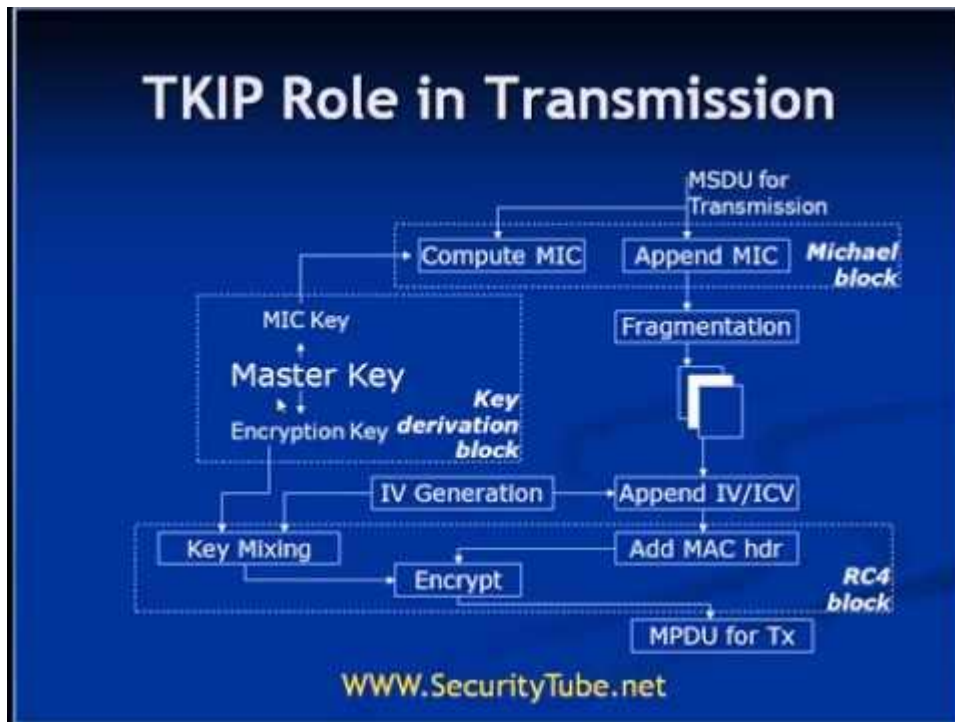 TKIP Role in Transmission
MSDU for
Transmission
Compute MIC
Append MIC
Michael
block
MIC Key
Fragmentation
Master Key
Key
Encryption Key
derivation
block
IV Generation
Append IV/ICV
Key Mixing
Add MAC hdr
Encrypt
RC4
block
MPDU for Tx
WWW.SecurityTube.net